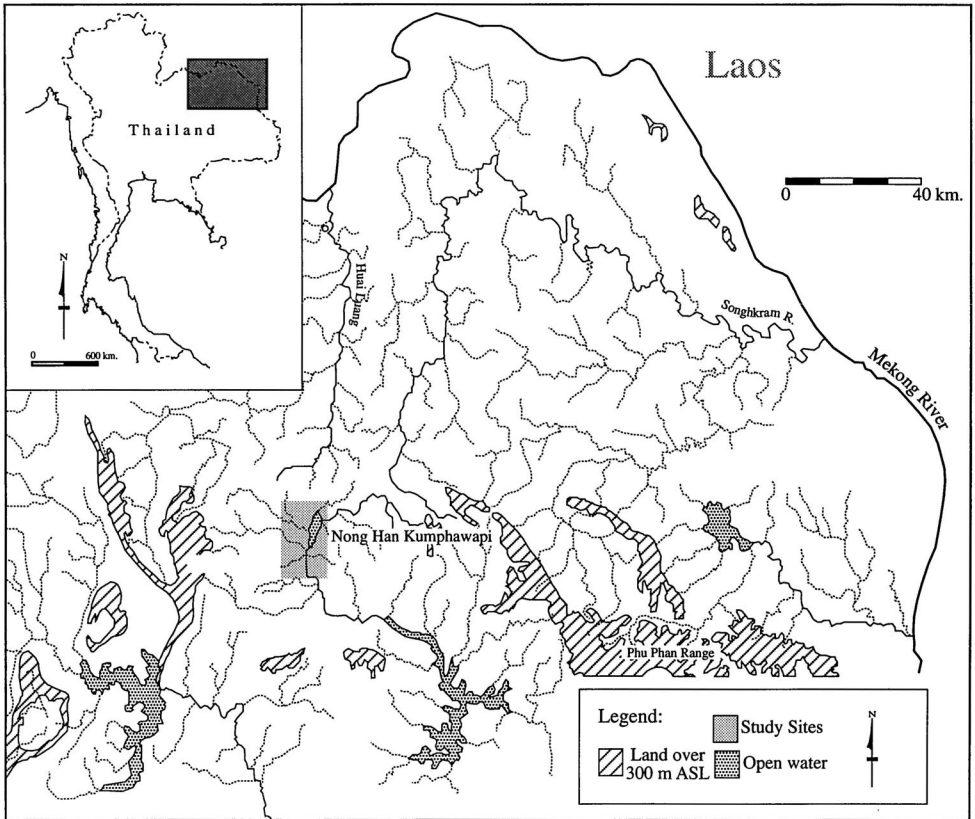 Laos
Thailand
N
0 600 km.
0 40 km.
Huai Luang
Songhkram R.
Mekong River
Nong Han Kumphawapi
Phu Phan Range
Legend:
Study Sites
Land over
300 m ASL
Open water
N